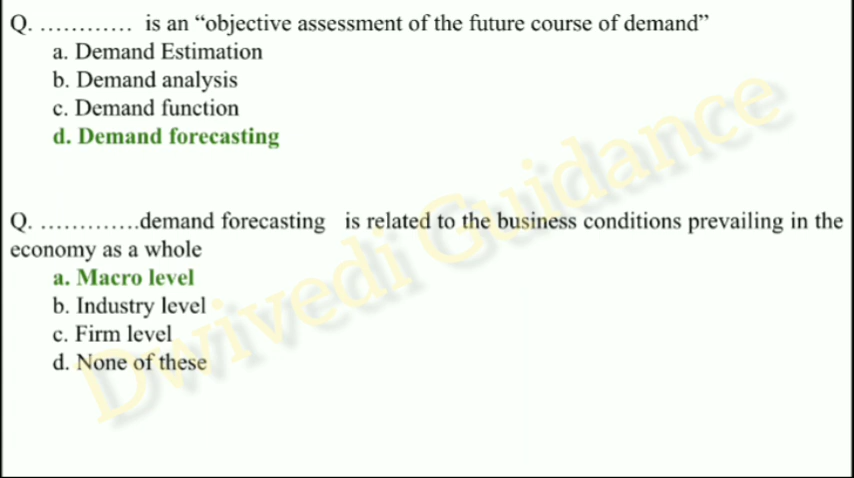 Q. ............ is an “objective assessment of the future course of demand”
a. Demand Estimation
b. Demand analysis
c. Demand function
d. Demand forecasting
Q. .............demand forecasting is related to the business conditions prevailing in the
economy as a whole
a. Macro level
b. Industry level
c. Firm level
d. None of these
Dwivedi Guidance